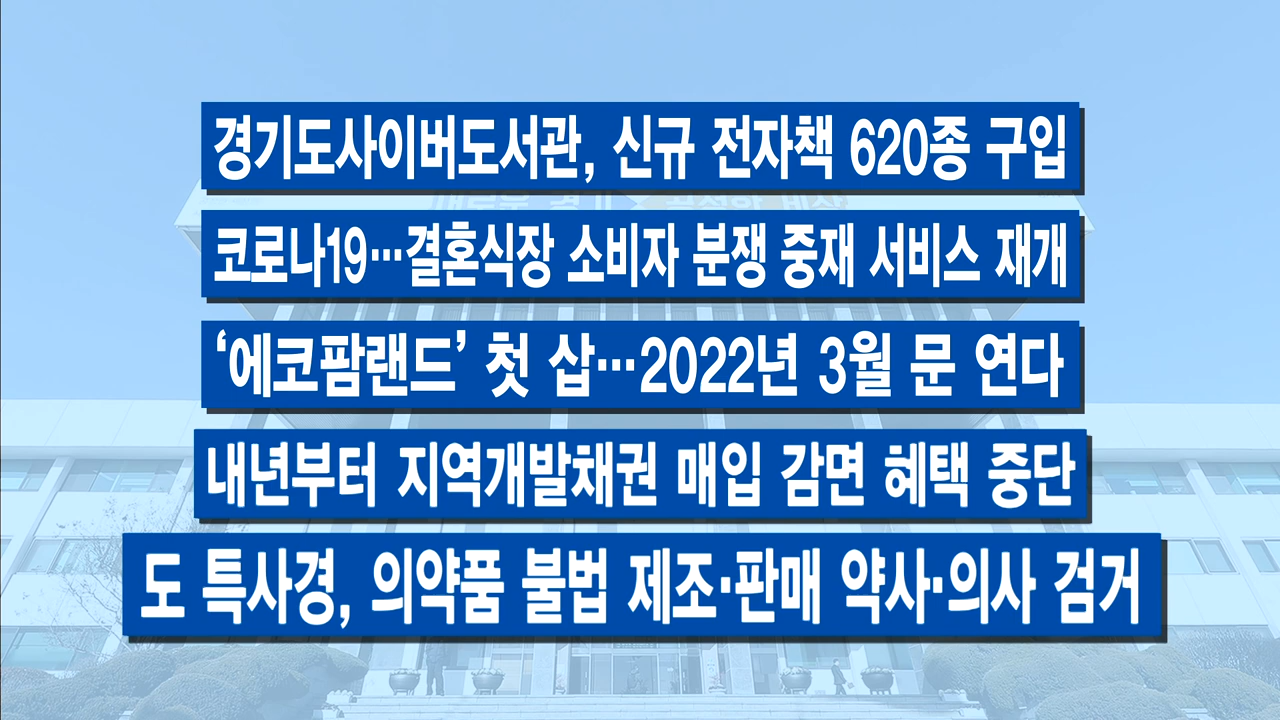 경기도사이버도서관, 신규 전자책 620종 구입
코로나19…결혼식장 소비자 분쟁 중재 서비스 재개
‘에코팜랜드’ 첫 삽…2022년 3월 문 연다
내년부터 지역개발채권 매입 감면 혜택 중단
도 특사경, 의약품 불법 제조·판매 약사·의사 검거